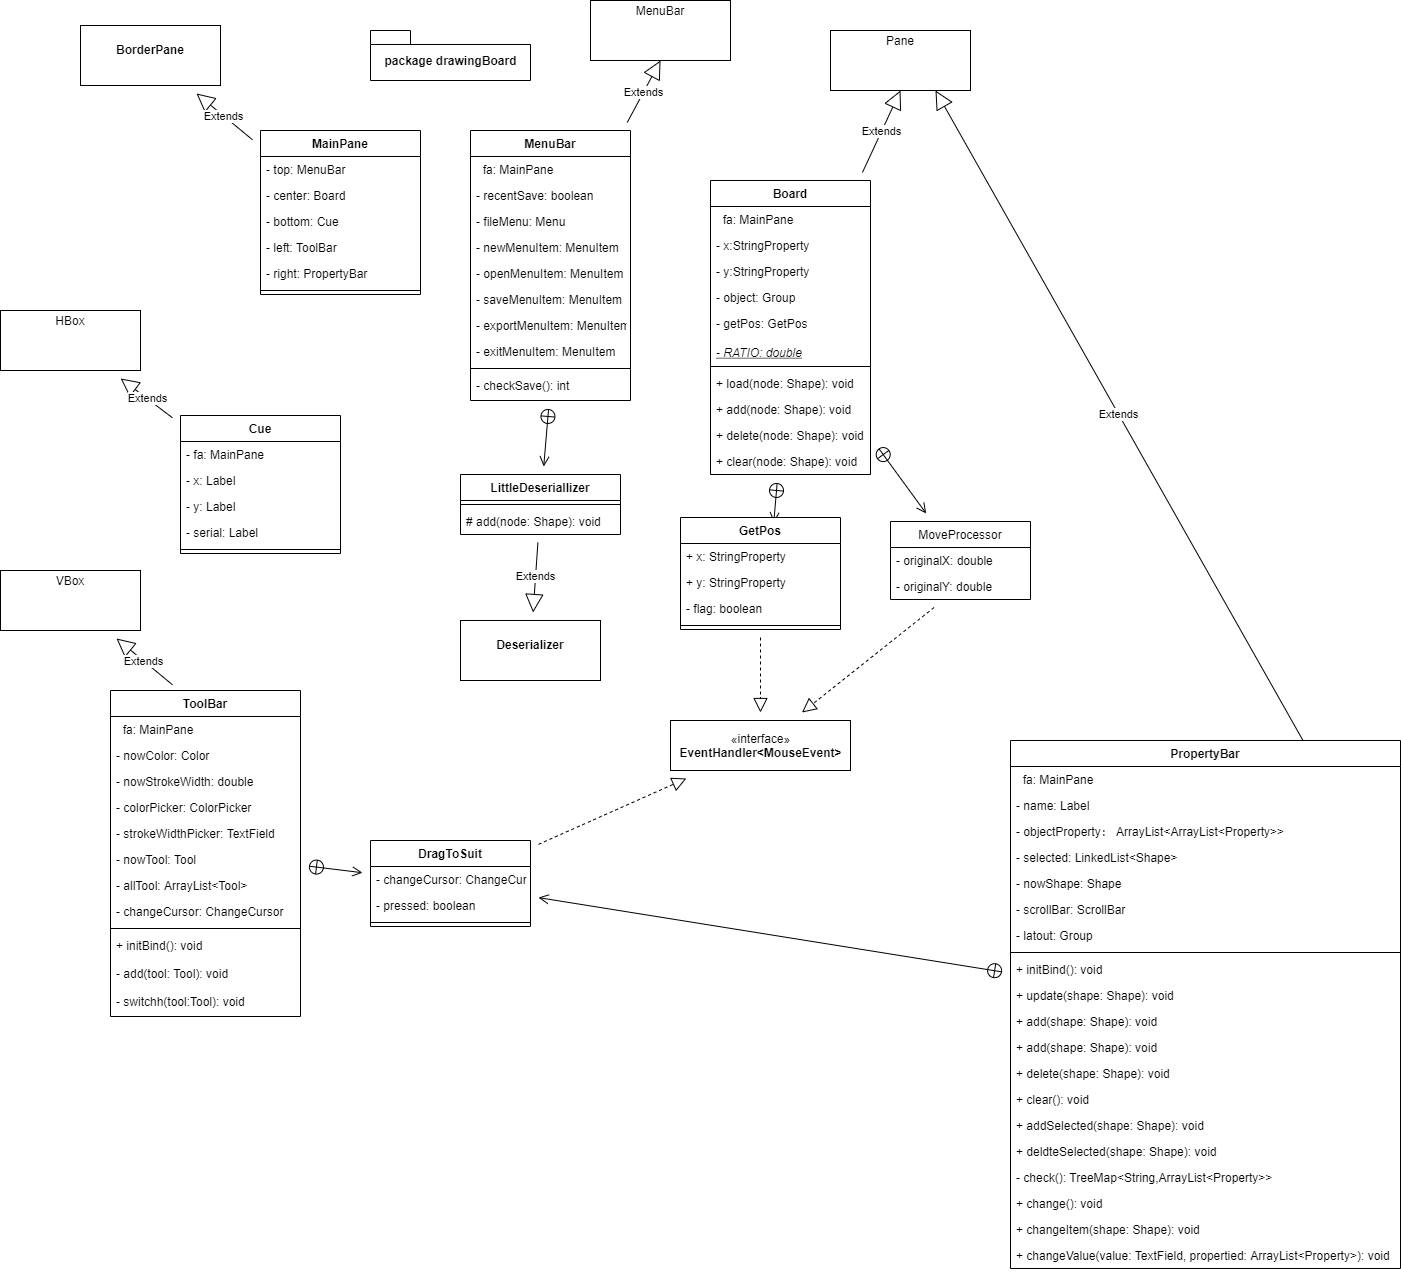 BorderPane
package drawingBoard
MenuBar
Pane
Extends
Extends
Extends
MainPane
- top: MenuBar
- center: Board
- bottom: Cue
- left: ToolBar
- right: PropertyBar
MenuBar
fa: MainPane
- recentSave: boolean
- fileMenu: Menu
- newMenuItem: MenuItem
- openMenuItem: MenuItem
- saveMenuItem: MenuItem
- exportMenuItem: MenuItem
- exitMenuItem: MenuItem
- checkSave(): int
Board
fa: MainPane
- x:StringProperty
- y:StringProperty
- object: Group
- getPos: GetPos
- RATIO: double
+ load(node: Shape): void
+ add(node: Shape): void
+ delete(node: Shape): void
+ clear(node: Shape): void
HBox
Extends
Cue
- fa: MainPane
- x: Label
- y: Label
- serial: Label
Extends
LittleDeseriallizer
# add(node: Shape): void
Extends
Deserializer
GetPos
+ x: StringProperty
+ y: StringProperty
- flag: boolean
MoveProcessor
- originalX: double
- originalY: double
VBox
Extends
ToolBar
fa: MainPane
- nowColor: Color
- nowStrokeWidth: double
- colorPicker: ColorPicker
- strokeWidthPicker: TextField
- nowTool: Tool
- allTool: ArrayList<Tool>
- changeCursor: ChangeCursor
+ initBind(): void
- add(tool: Tool): void
- switchh(tool:Tool): void
«interface»
EventHandler<MouseEvent>
DragToSuit
- changeCursor: ChangeCur
- pressed: boolean
PropertyBar
fa: MainPane
- name: Label
- objectProperty： ArrayList<ArrayList<Property>>
- selected: LinkedList<Shape>
- nowShape: Shape
- scrollBar: ScrollBar
- latout: Group
+ initBind(): void
+ update(shape: Shape): void
+ add(shape: Shape): void
+ add(shape: Shape): void
+ delete(shape: Shape): void
+ clear(): void
+ addSelected(shape: Shape): void
+ deldteSelected(shape: Shape): void
- check(): TreeMap<String,ArrayList<Property>>
+ change(): void
+ changeItem(shape: Shape): void
+ changeValue(value: TextField, propertied: ArrayList<Property>): void